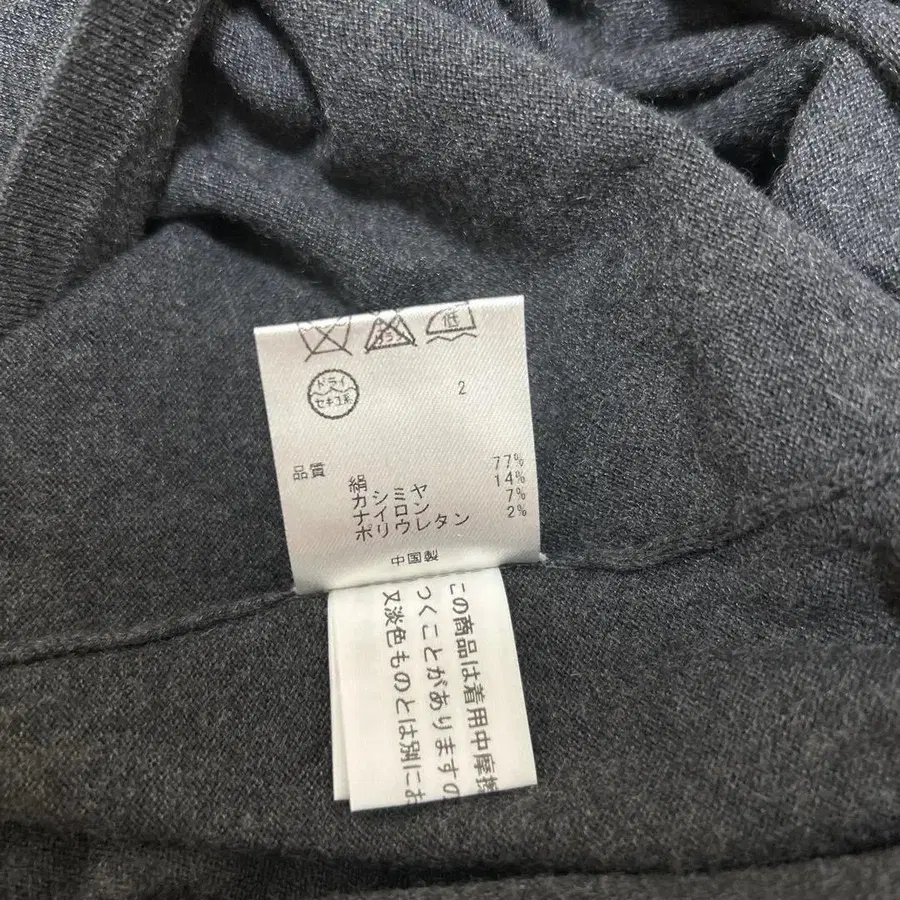 低
ドライ
セキユ系
2
品質
絹 77%
カシミヤ 14%
ナイロン 7%
ポリウレタン 2%
中国製
この商品は着用中摩擦
つくことがありますの
又淡色ものとは別にお